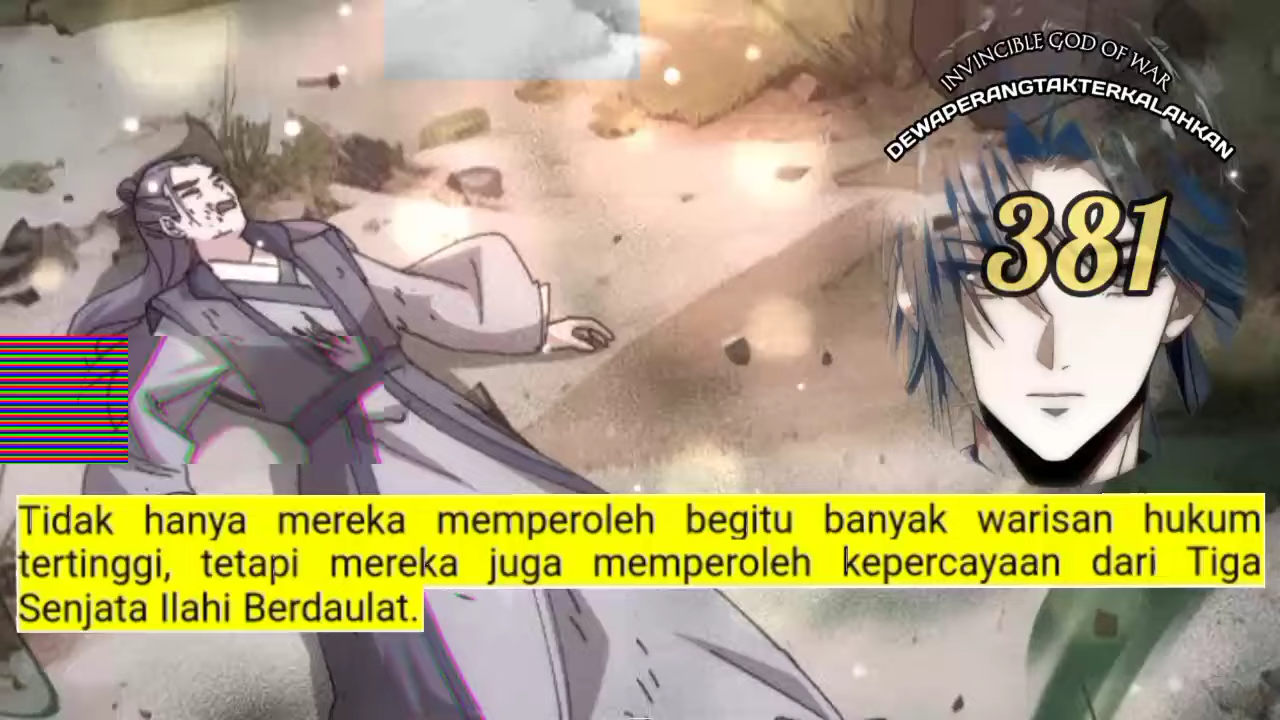 INVINCIBLE GOD OF WAR
DEWAPERANGTAKTERKALAHKAN
381
Tidak hanya mereka memperoleh begitu banyak warisan hukum
tertinggi, tetapi mereka juga memperoleh kepercayaan dari Tiga
Senjata Ilahi Berdaulat.